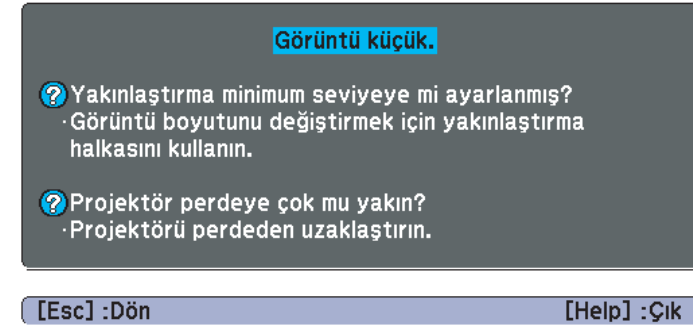 Görüntü küçük.
? Yakınlaştırma minimum seviyeye mi ayarlanmış?
·Görüntü boyutunu değiştirmek için yakınlaştırma
halkasını kullanın.
? Projektör perdeye çok mu yakın?
·Projektörü perdeden uzaklaştırın.
[Esc] :Dön [Help] :Çık